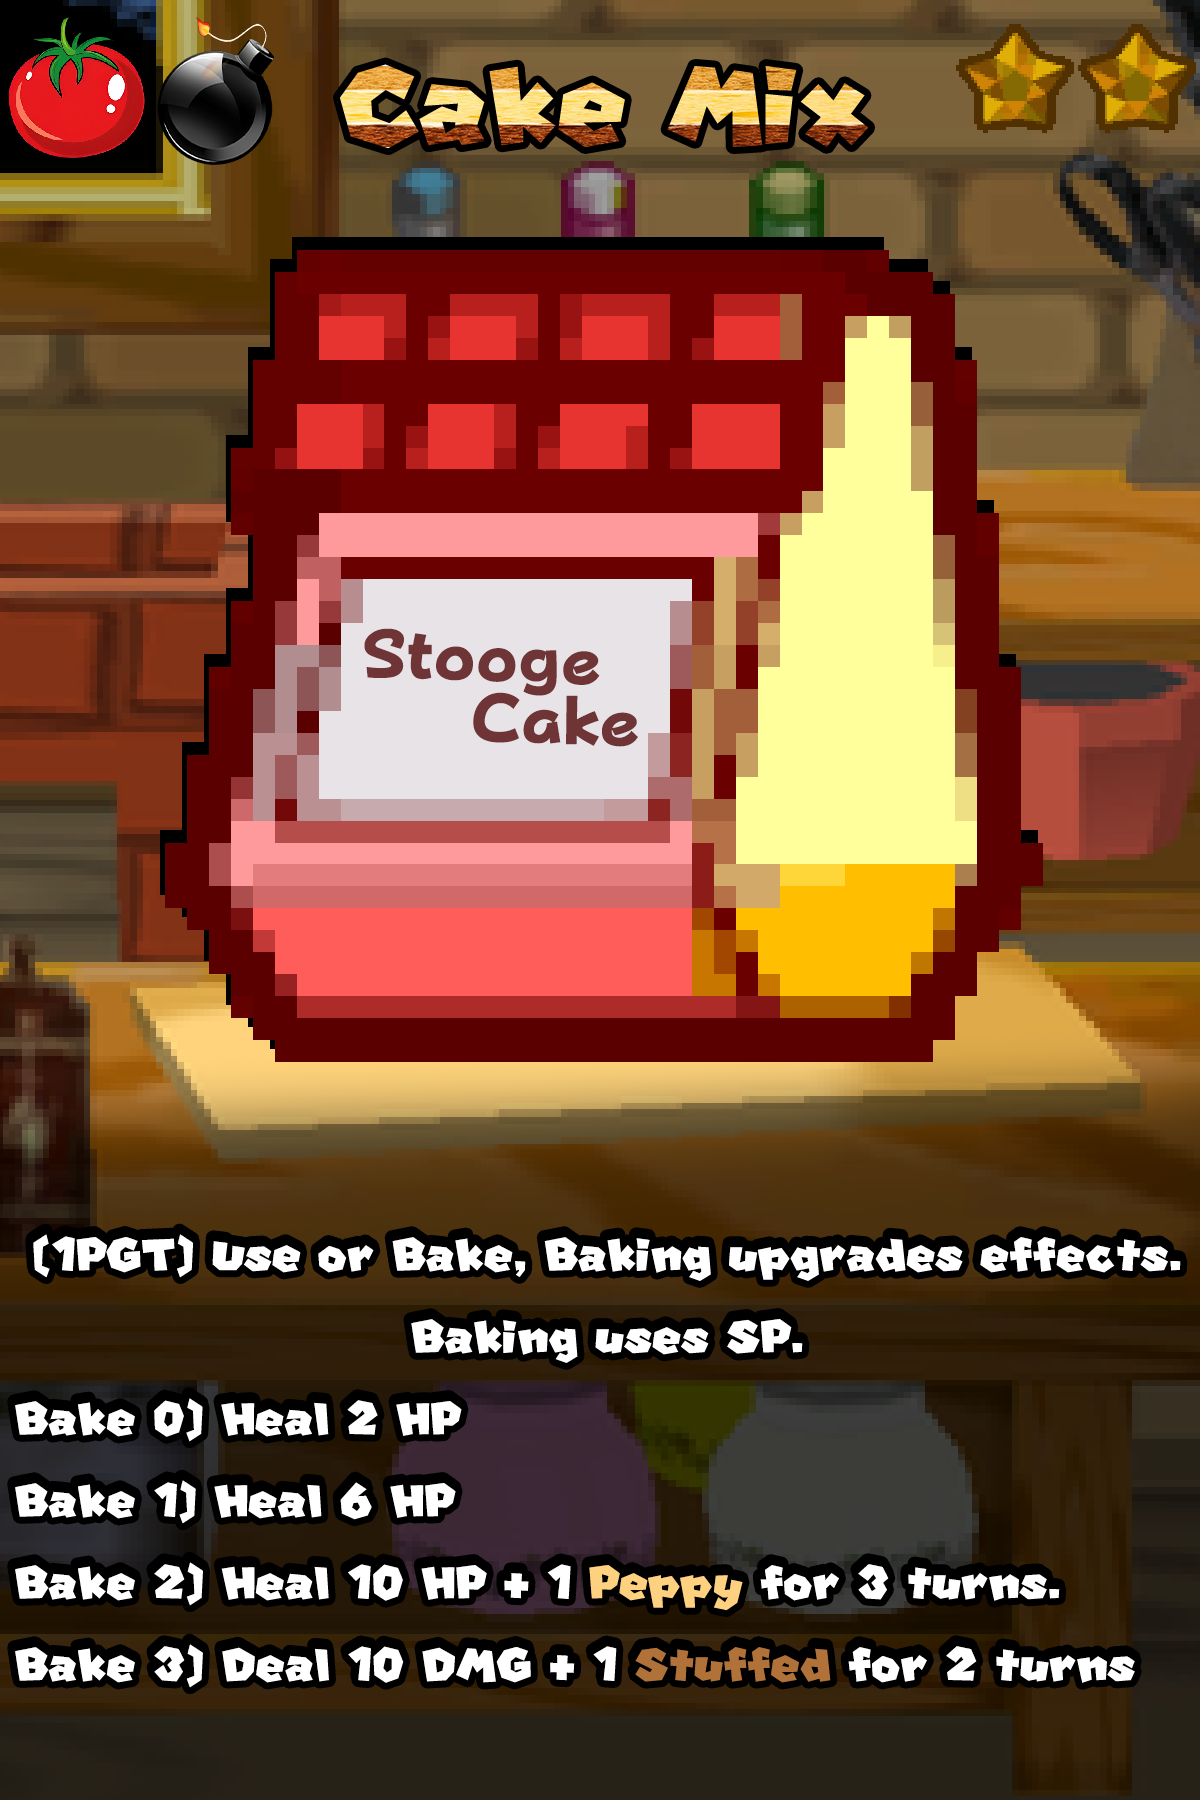 Cake Mix
Stooge
Cake
(1PGT) Use or Bake, Baking upgrades effects.
Baking uses SP.
Bake 0) Heal 2 HP
Bake 1) Heal 6 HP
Bake 2) Heal 10 HP + 1 Peppy for 3 turns.
Bake 3) Deal 10 DMG + 1 Stuffed for 2 turns